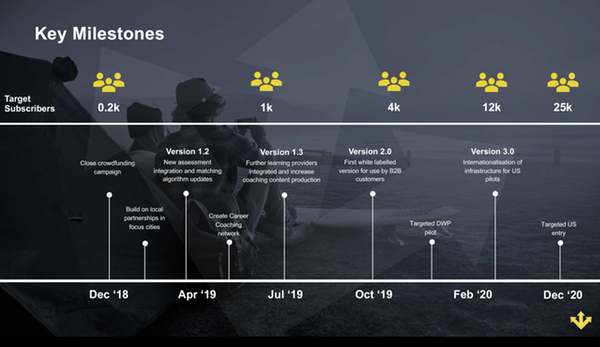 Key Milestones
Target
Subscribers
0.2k
1k
4k
12k
25k
Close crowdfunding
campaign
Build on local
partnerships in
focus cities
Version 1.2
New assessment
integration and matching
algorithm updates
Create Career
Coaching
network
Version 1.3
Further learning providers
Integrated and increase
coaching content production
Version 2.0
First white labelled
version for use by B2B
customers
Targeted DWP
pilot
Version 3.0
Internationalisation of
infrastructure for US
pilots
Targeted US
entry
Dec ‘18
Apr ‘19
Jul ‘19
Oct ‘19
Feb ‘20
Dec ‘20